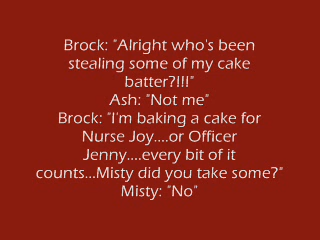 Brock: "Alright who's been
stealing some of my cake
batter?!!!"
Ash: "Not me"
Brock: "I'm baking a cake for
Nurse Joy....or Officer
Jenny....every bit of it
counts...Misty did you take some?"
Misty: "No"